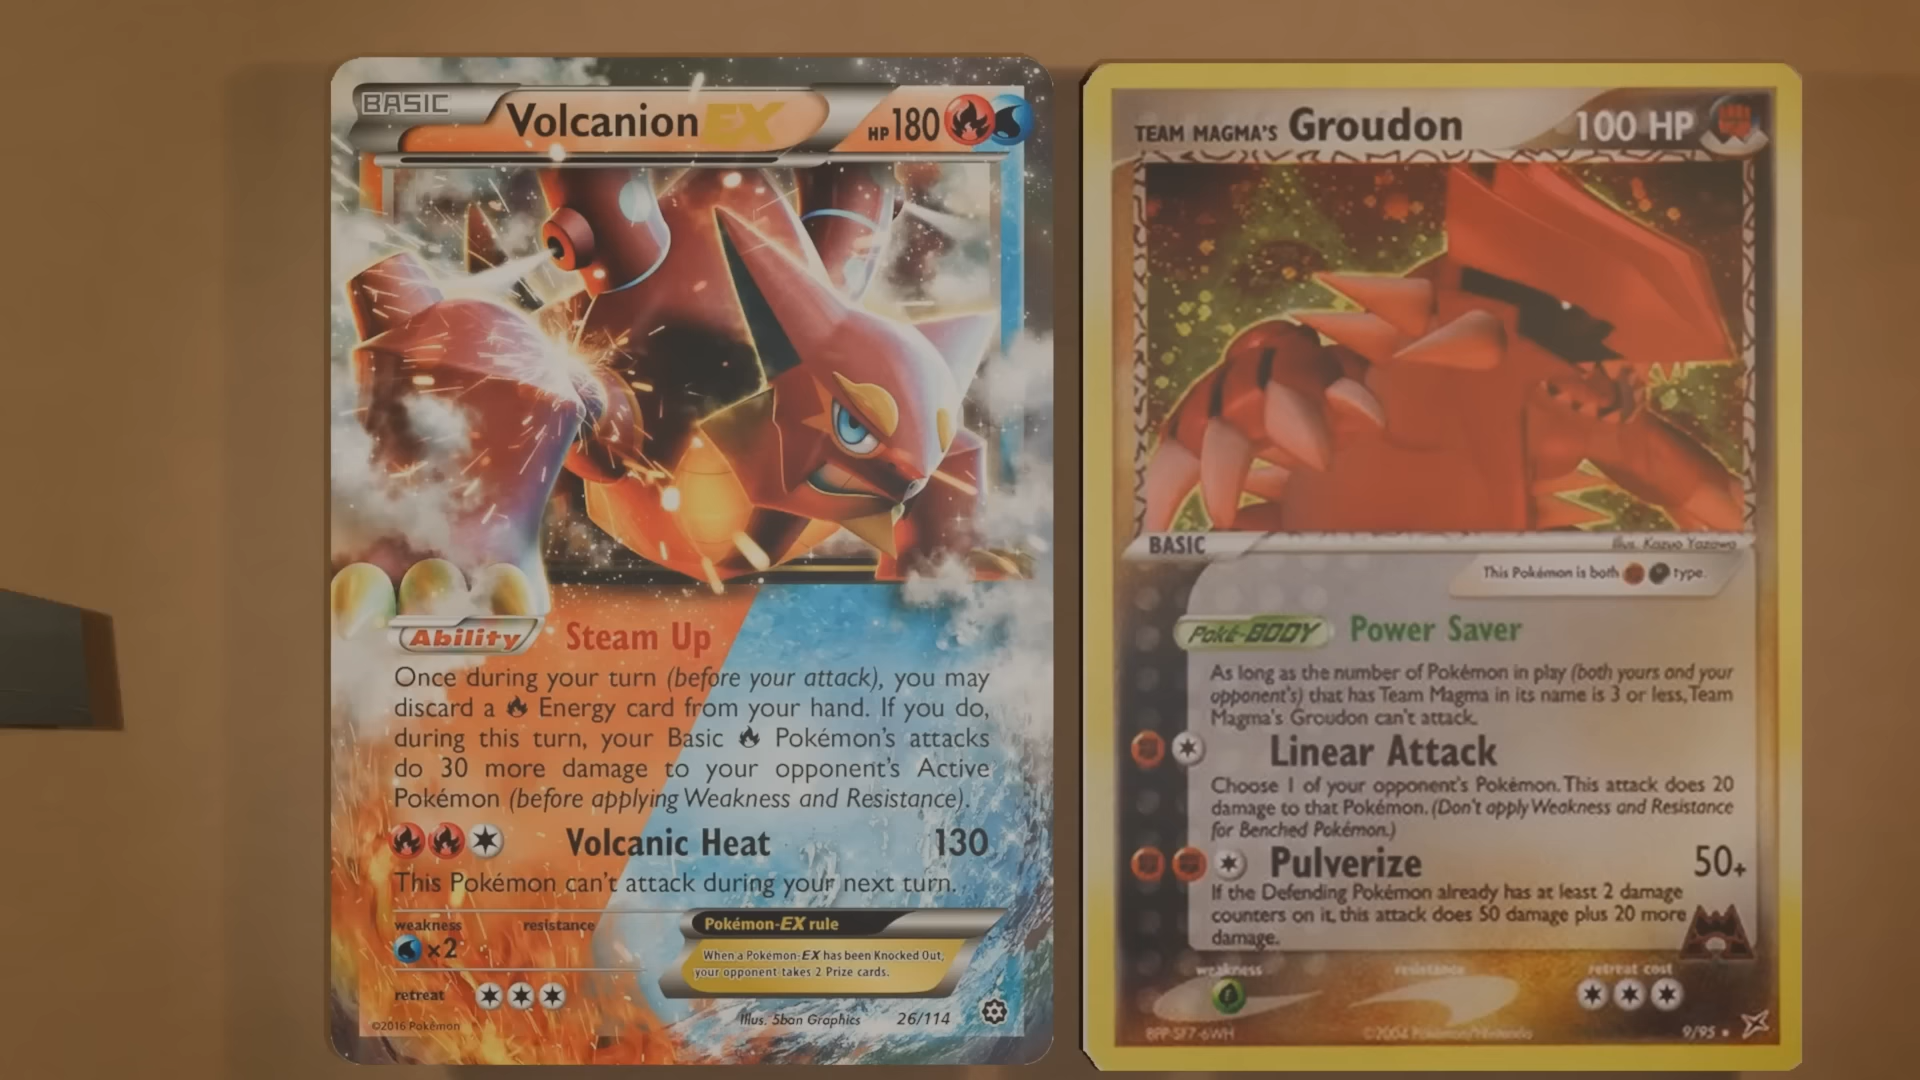 BASIC
Volcanion EX
HP 180
Ability Steam Up
Once during your turn (before your attack), you may
discard a Energy card from your hand. If you do,
during this turn, your Basic Pokémon's attacks
do 30 more damage to your opponent's Active
Pokémon (before applying Weakness and Resistance).
Volcanic Heat 130
This Pokémon can't attack during your next turn.
weakness resistance
×2
Pokémon-EX rule
When a Pokémon-EX has been Knocked Out,
your opponent takes 2 Prize cards.
retreat
©2016 Pokémon
Illus. 5ban Graphics 26/114
TEAM MAGMA'S Groudon 100 HP
BASIC
Illus. Kazuo Yazawa
This Pokémon is both type.
Poké-BODY Power Saver
As long as the number of Pokémon in play (both yours and your
opponent's) that has Team Magma in its name is 3 or less, Team
Magma's Groudon can't attack.
Linear Attack
Choose 1 of your opponent's Pokémon. This attack does 20
damage to that Pokémon. (Don't apply Weakness and Resistance
for Benched Pokémon.)
Pulverize 50+
If the Defending Pokémon already has at least 2 damage
counters on it, this attack does 50 damage plus 20 more
damage.
weakness resistance retreat cost
©2004 Pokémon/Nintendo
9/95